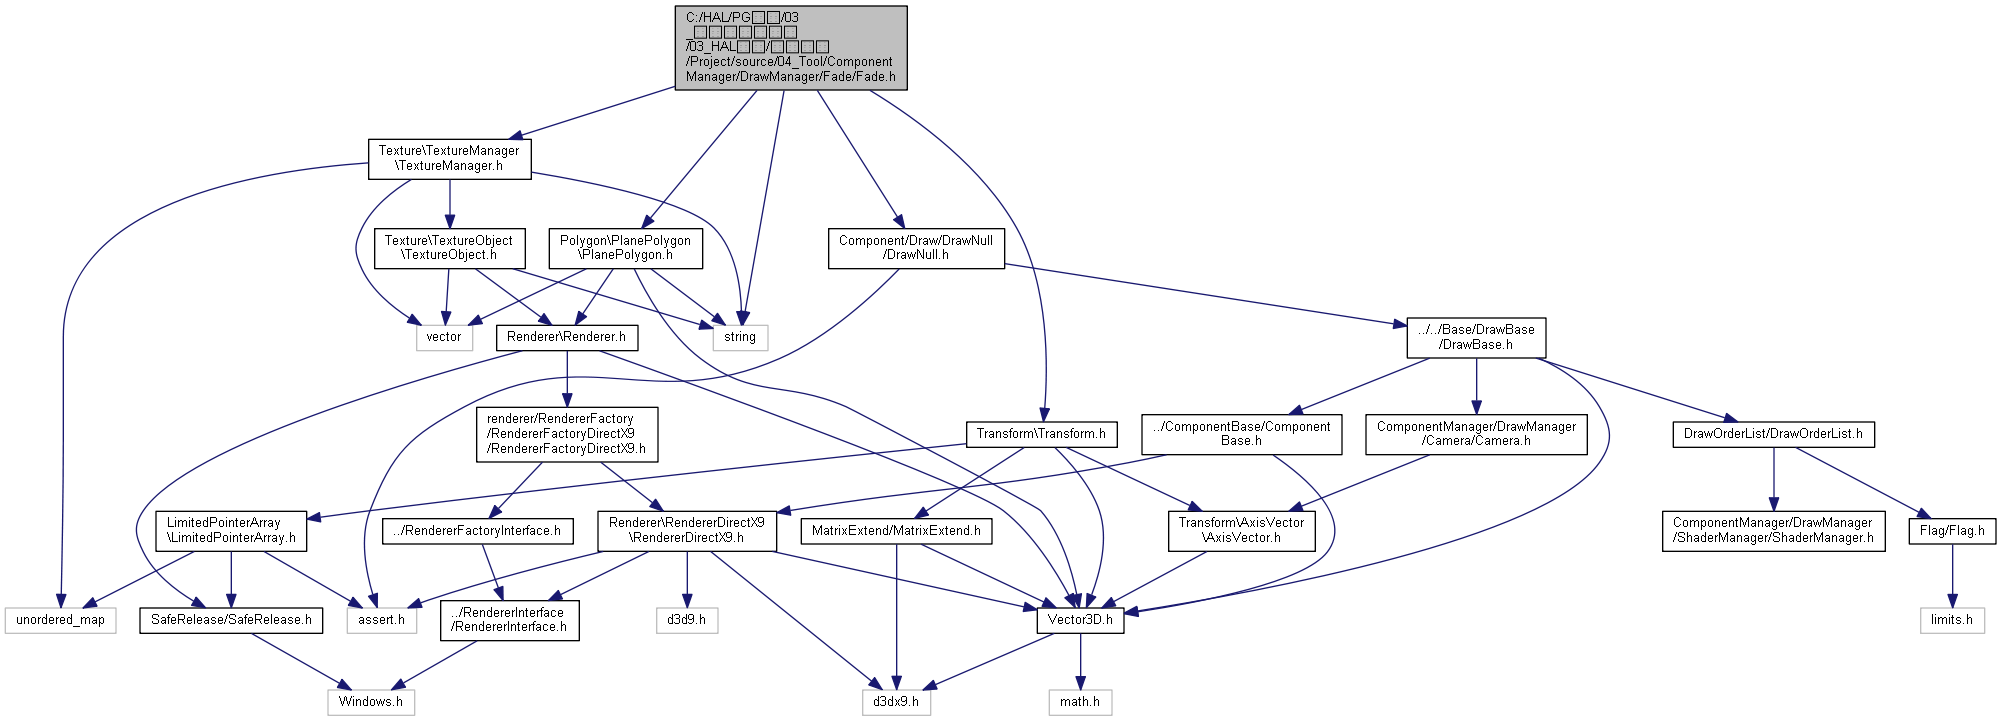 C:/HAL/PG□□/03
_□□□□□□□
/03_HAL□□/□□□□
/Project/source/04_Tool/Component
Manager/DrawManager/Fade/Fade.h
Texture\TextureManager
\TextureManager.h
Texture\TextureObject
\TextureObject.h
Polygon\PlanePolygon
\PlanePolygon.h
Component/Draw/DrawNull
/DrawNull.h
vector
Renderer\Renderer.h
string
../../Base/DrawBase
/DrawBase.h
renderer/RendererFactory
/RendererFactoryDirectX9
/RendererFactoryDirectX9.h
Transform\Transform.h
../ComponentBase/Component
Base.h
ComponentManager/DrawManager
/Camera/Camera.h
DrawOrderList/DrawOrderList.h
LimitedPointerArray
\LimitedPointerArray.h
../RendererFactoryInterface.h
Renderer\RendererDirectX9
\RendererDirectX9.h
MatrixExtend/MatrixExtend.h
Transform\AxisVector
\AxisVector.h
ComponentManager/DrawManager
/ShaderManager/ShaderManager.h
Flag/Flag.h
unordered_map
SafeRelease/SafeRelease.h
assert.h
../RendererInterface
/RendererInterface.h
d3d9.h
Vector3D.h
limits.h
Windows.h
d3dx9.h
math.h